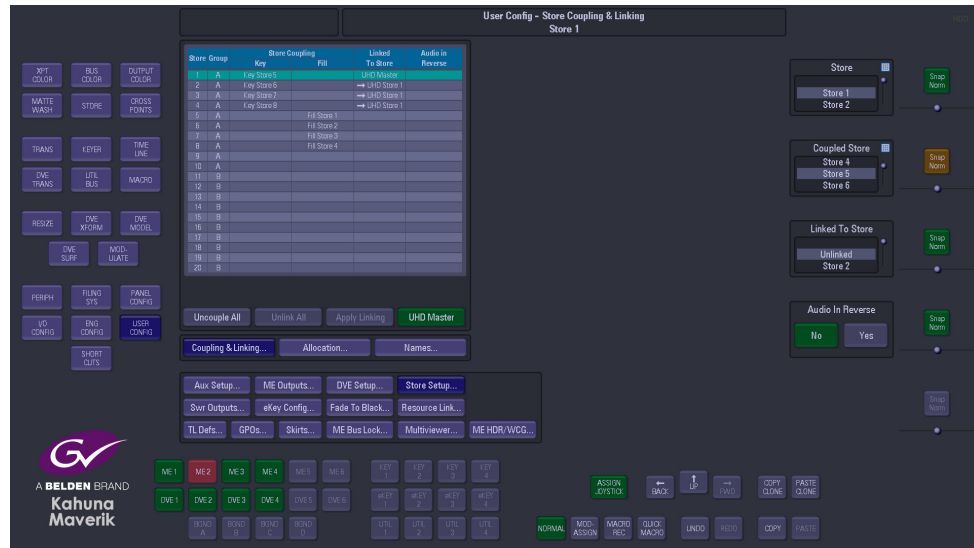 User Config – Store Coupling & Linking
Store 1
Store Group Store Coupling Linked To Store Audio in Reverse
Key Fill
1 A Key Store 5 UHD Master
2 A Key Store 6 → UHD Store 1
3 A Key Store 7 → UHD Store 1
4 A Key Store 8 → UHD Store 1
5 A Fill Store 1
6 A Fill Store 2
7 A Fill Store 3
8 A Fill Store 4
9 A
10 A
11 B
12 B
13 B
14 B
15 B
16 B
17 B
18 B
19 B
20 B
Uncouple All Unlink All Apply Linking UHD Master
Coupling & Linking... Allocation... Names...
Aux Setup... ME Outputs... DVE Setup... Store Setup...
Swr Outputs... eKey Config... Fade To Black... Resource Link...
TL Defs... GPOs... Skirts... ME Bus Lock... Multiviewer... ME HDR/WCG...
XPT COLOR BUS COLOR OUTPUT COLOR
MATTE WASH STORE CROSS POINTS
TRANS KEYER TIME LINE
DVE TRANS UTIL BUS MACRO
RESIZE DVE XFORM DVE MODEL
DVE SURF MOD-ULATE
PERIPH FILING SYS PANEL CONFIG
I/O CONFIG ENG CONFIG USER CONFIG
SHORT CUTS
Store
Store 1
Store 2
Snap Norm
Coupled Store
Store 4
Store 5
Store 6
Snap Norm
Linked To Store
Unlinked
Store 2
Snap Norm
Audio In Reverse
No Yes
Snap Norm
Snap Norm
GV
A BELDEN BRAND
Kahuna
Maverik
ME 1 ME 2 ME 3 ME 4 ME 5 ME 6 KEY 1 KEY 2 KEY 3 KEY 4
DVE 1 DVE 2 DVE 3 DVE 4 DVE 5 DVE 6 eKEY 1 eKEY 2 eKEY 3 eKEY 4
BGND A BGND B BGND C BGND D UTIL 1 UTIL 2 UTIL 3 UTIL 4
ASSIGN JOYSTICK ← BACK ↑ UP → FWD COPY CLONE PASTE CLONE
NORMAL MOD-ASSIGN MACRO REC QUICK MACRO UNDO REDO COPY PASTE